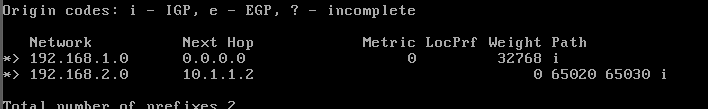 Origin codes: i - IGP, e - EGP, ? - incomplete
Network Next Hop Metric LocPrf Weight Path
*> 192.168.1.0 0.0.0.0 0 32768 i
*> 192.168.2.0 10.1.1.2 0 65020 65030 i
Total number of prefixes 2